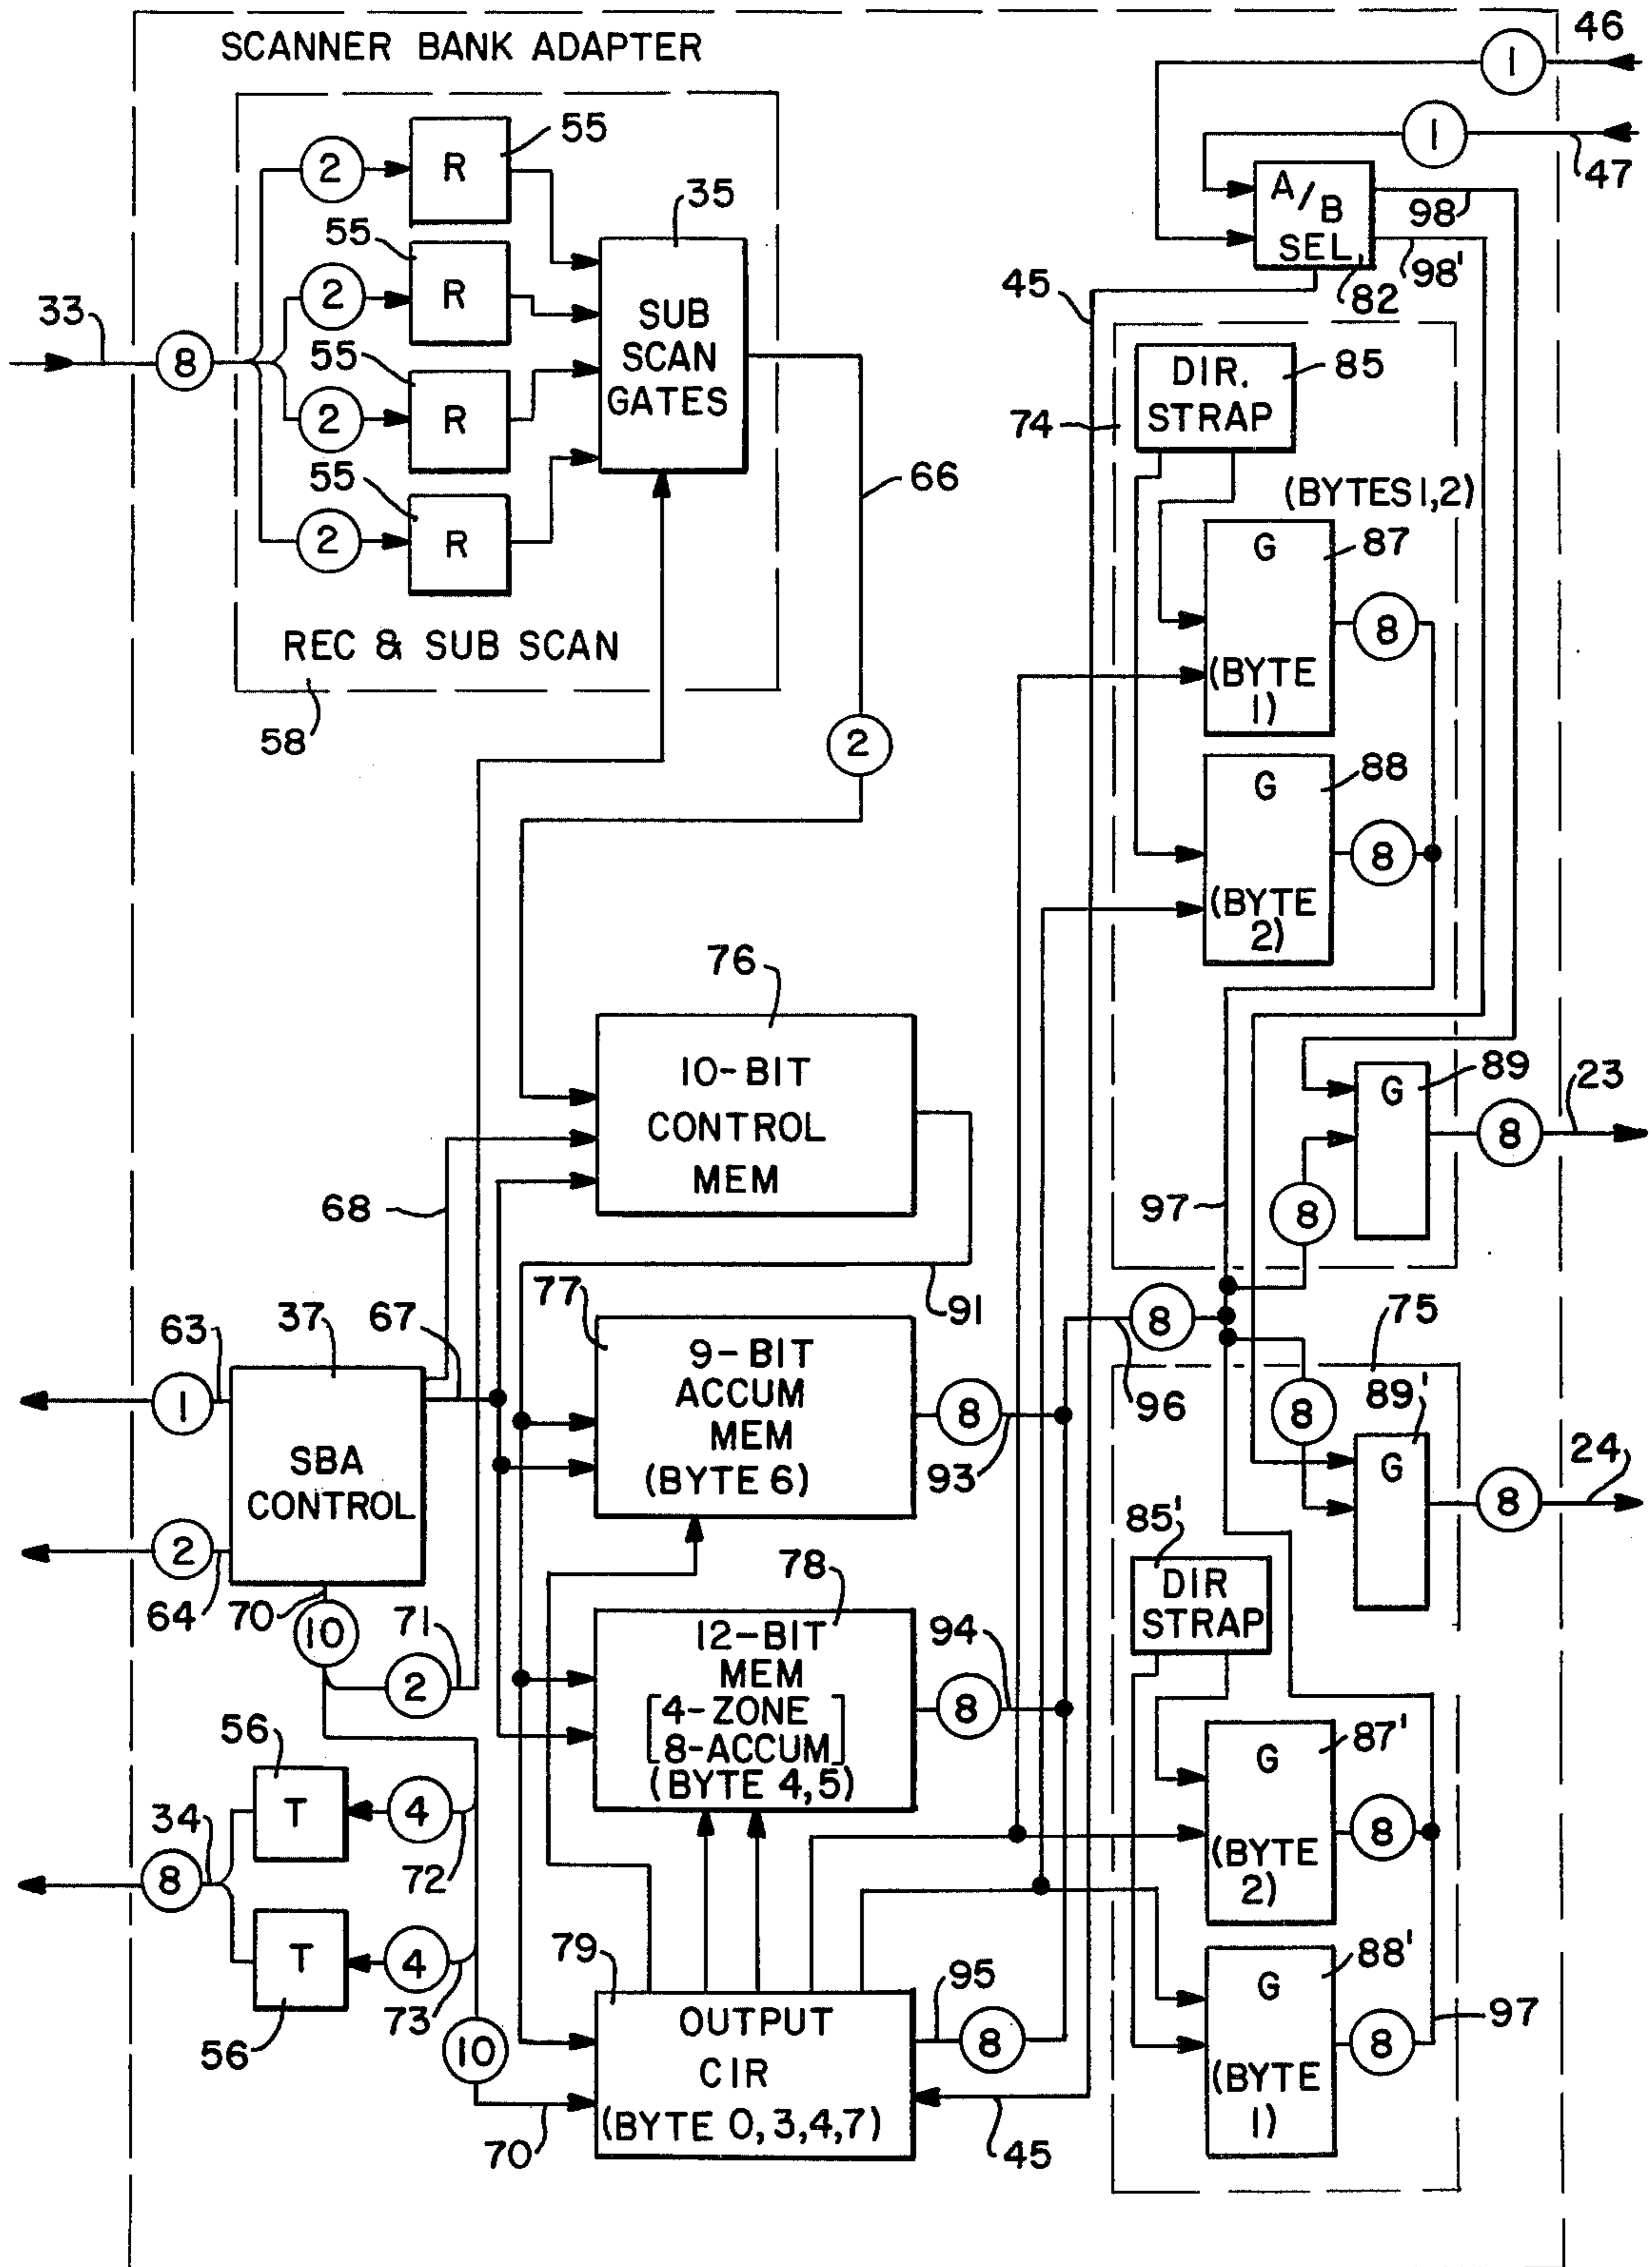 SCANNER BANK ADAPTER
46
1
1
47
2
R
55
35
A/B
SEL
98
98'
82
45
55
2
R
33
8
SUB
SCAN
GATES
55
2
R
DIR.
STRAP
85
74
55
2
R
66
(BYTES 1,2)
G
87
8
(BYTE
1)
REC & SUB SCAN
58
2
G
88
8
(BYTE
2)
76
10-BIT
CONTROL
MEM
G
89
23
8
68
97
8
91
77
9-BIT
ACCUM
MEM
(BYTE 6)
8
93
8
96
75
8
89'
G
24
8
63
37
67
1
SBA
CONTROL
2
64
70
10
71
2
85'
DIR
STRAP
78
12-BIT
MEM
[4-ZONE
8-ACCUM]
(BYTE 4,5)
94
8
56
T
4
72
34
8
T
4
73
56
10
70
G
87'
8
(BYTE
2)
79
OUTPUT
CIR
(BYTE 0,3,4,7)
95
8
45
G
88'
8
97
(BYTE
1)